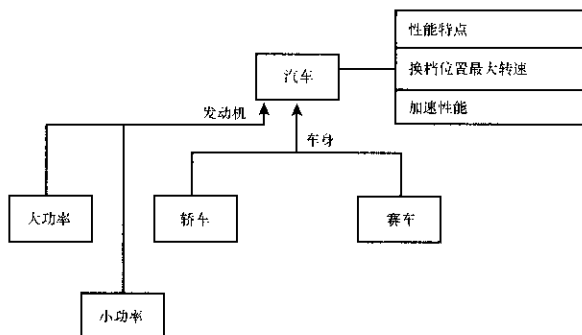 性能特点
汽车
换档位置最大转速
加速性能
发动机
车身
大功率
轿车
赛车
小功率